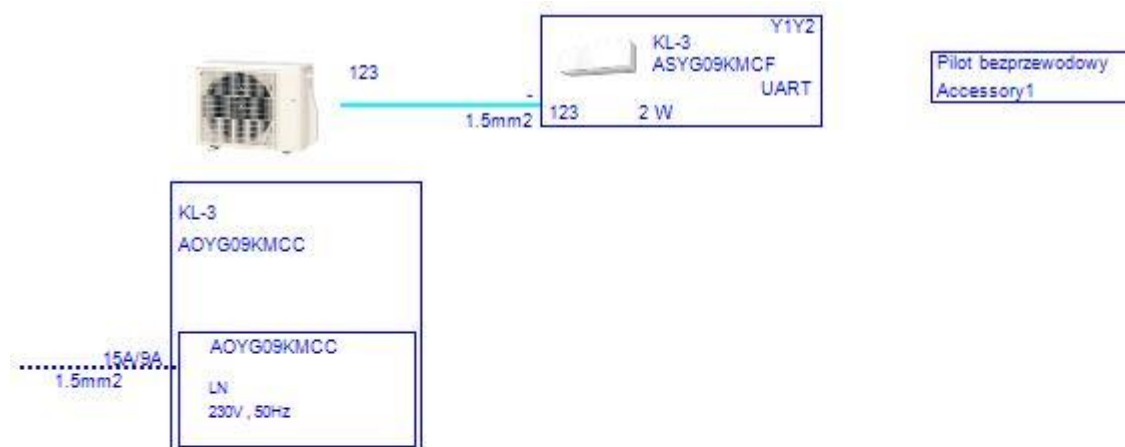 Y1Y2
KL-3
ASYG09KMCF
UART
123
2 W
123
-
1.5mm2
Pilot bezprzewodowy
Accessory1
KL-3
AOYG09KMCC
15A/9A
1.5mm2
AOYG09KMCC
LN
230V , 50Hz